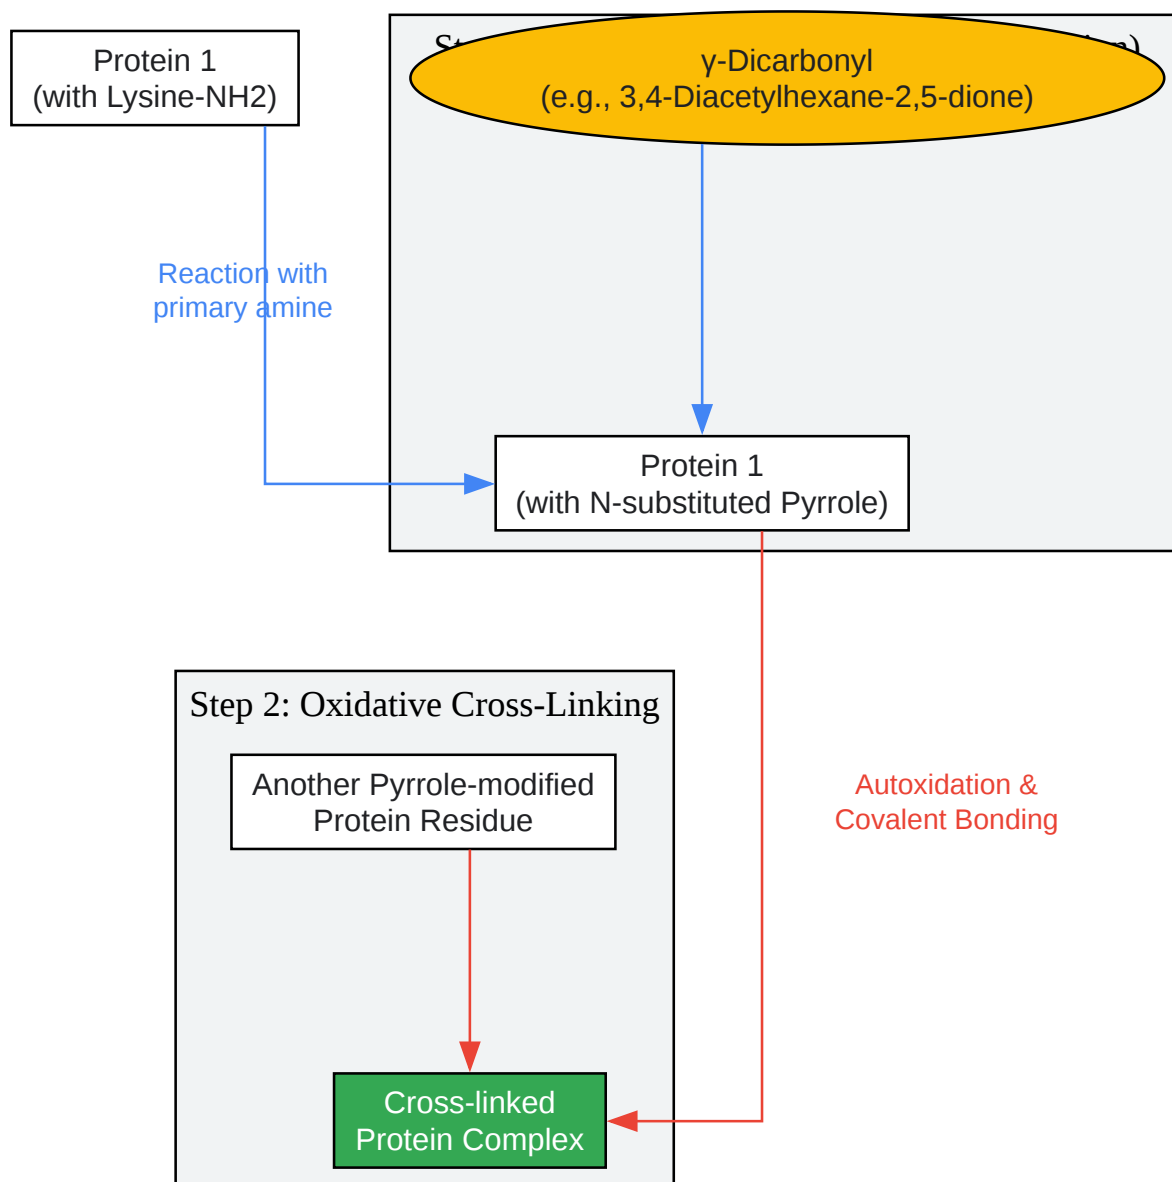 Protein 1
(with Lysine-NH2)
γ-Dicarbonyl
(e.g., 3,4-Diacetylhexane-2,5-dione)
Reaction with
primary amine
Protein 1
(with N-substituted Pyrrole)
Step 2: Oxidative Cross-Linking
Another Pyrrole-modified
Protein Residue
Autoxidation &
Covalent Bonding
Cross-linked
Protein Complex